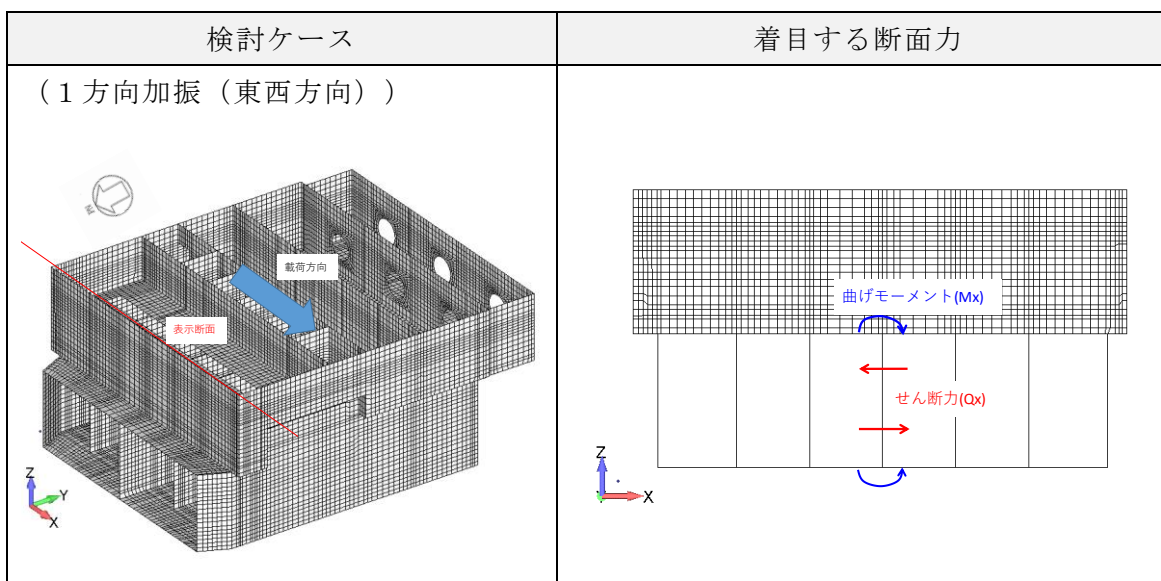 検討ケース
着目する断面力
(1方向加振(東西方向))
N
載荷方向
表示断面
Z
Y
X
曲げモーメント(Mx)
せん断力(Qx)
Z
X